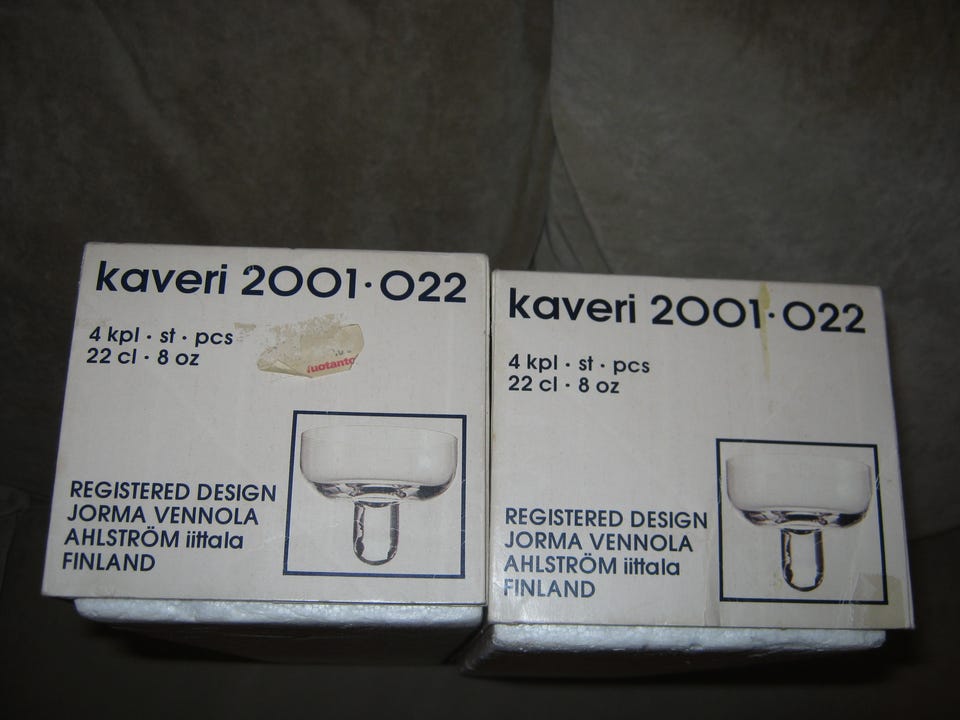 kaveri 2001·022
4 kpl · st · pcs
22 cl · 8 oz
REGISTERED DESIGN
JORMA VENNOLA
AHLSTRÖM iittala
FINLAND
kaveri 2001·022
4 kpl · st · pcs
22 cl · 8 oz
REGISTERED DESIGN
JORMA VENNOLA
AHLSTRÖM iittala
FINLAND